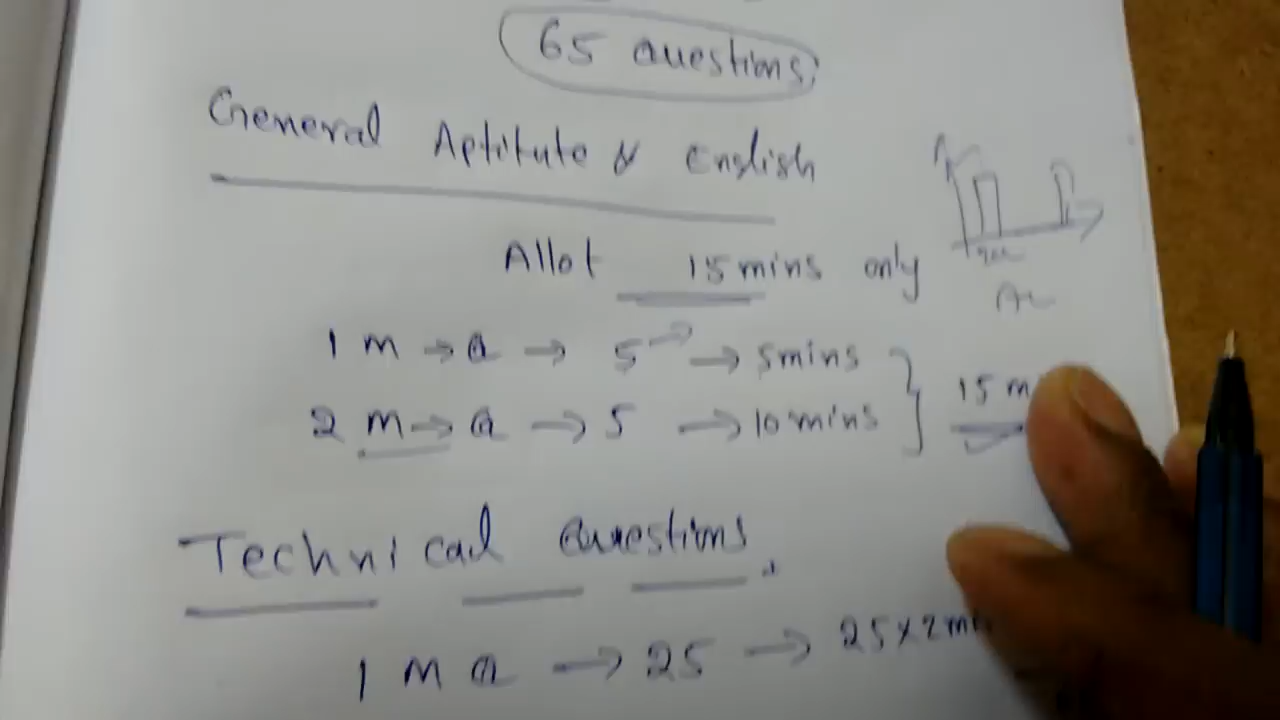 65 Questions
General Aptitute & English
Allot 15 mins only
1 M → Q → 5 → 5 mins
2 M → Q → 5 → 10 mins } 15 m
Technical Questions.
1 M Q → 25 → 25 x 2 m